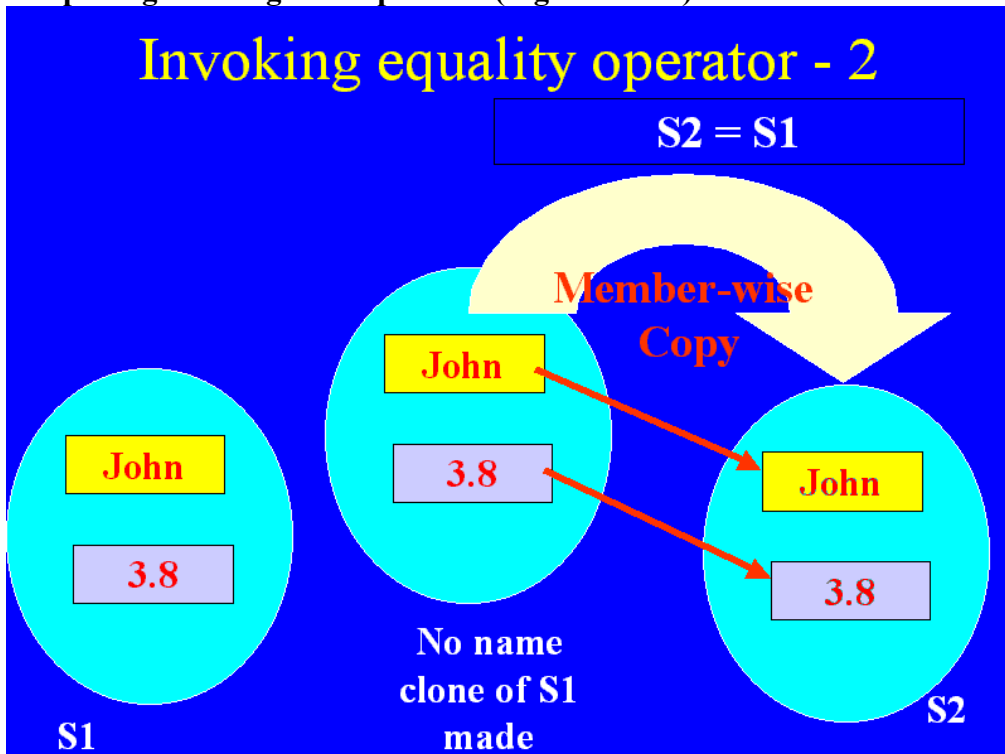 Invoking equality operator - 2
S2 = S1
Member-wise
Copy
John
3.8
John
3.8
John
3.8
No name
clone of S1
made
S1
S2